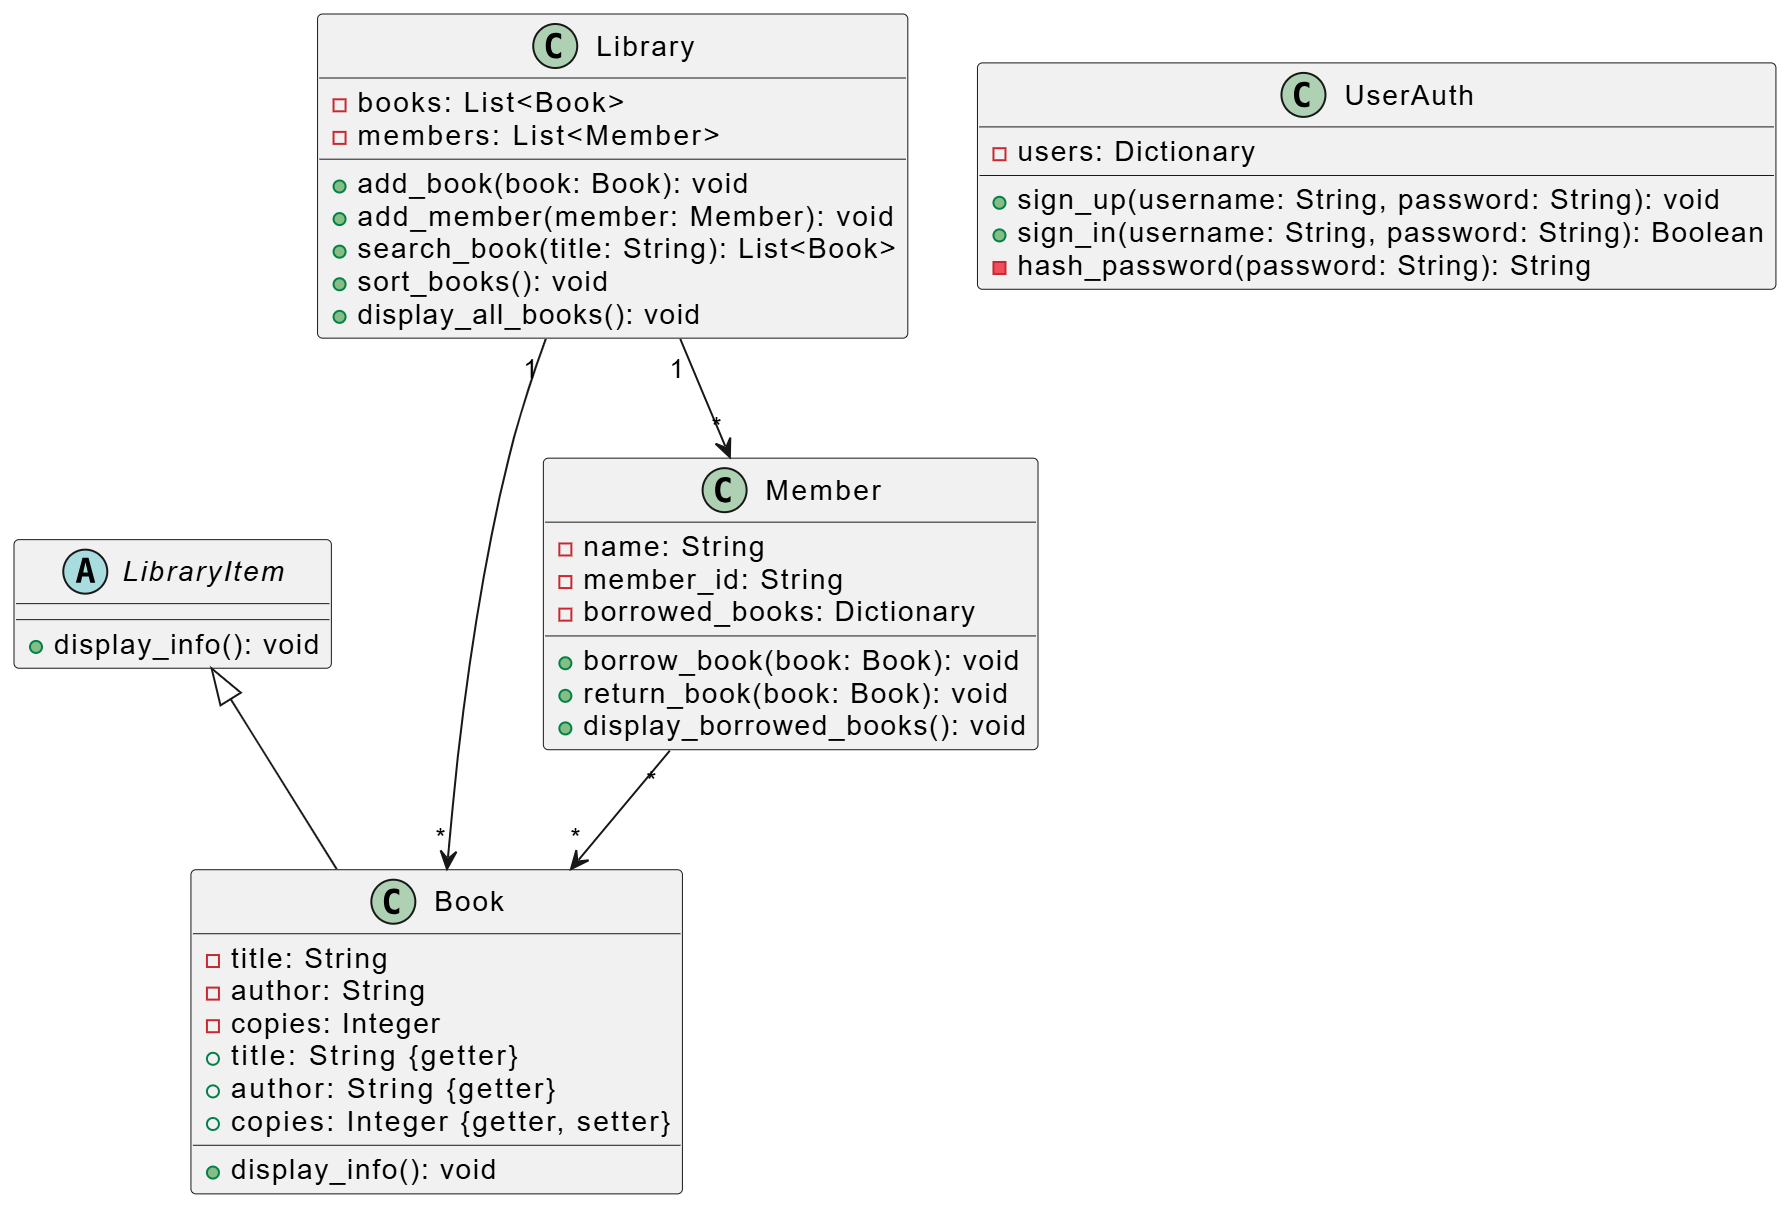 C Library
books: List<Book>
members: List<Member>
add_book(book: Book): void
add_member(member: Member): void
search_book(title: String): List<Book>
sort_books(): void
display_all_books(): void
C UserAuth
users: Dictionary
sign_up(username: String, password: String): void
sign_in(username: String, password: String): Boolean
hash_password(password: String): String
1
1
*
C Member
name: String
member_id: String
borrowed_books: Dictionary
borrow_book(book: Book): void
return_book(book: Book): void
display_borrowed_books(): void
A LibraryItem
display_info(): void
*
*
*
C Book
title: String
author: String
copies: Integer
title: String {getter}
author: String {getter}
copies: Integer {getter, setter}
display_info(): void